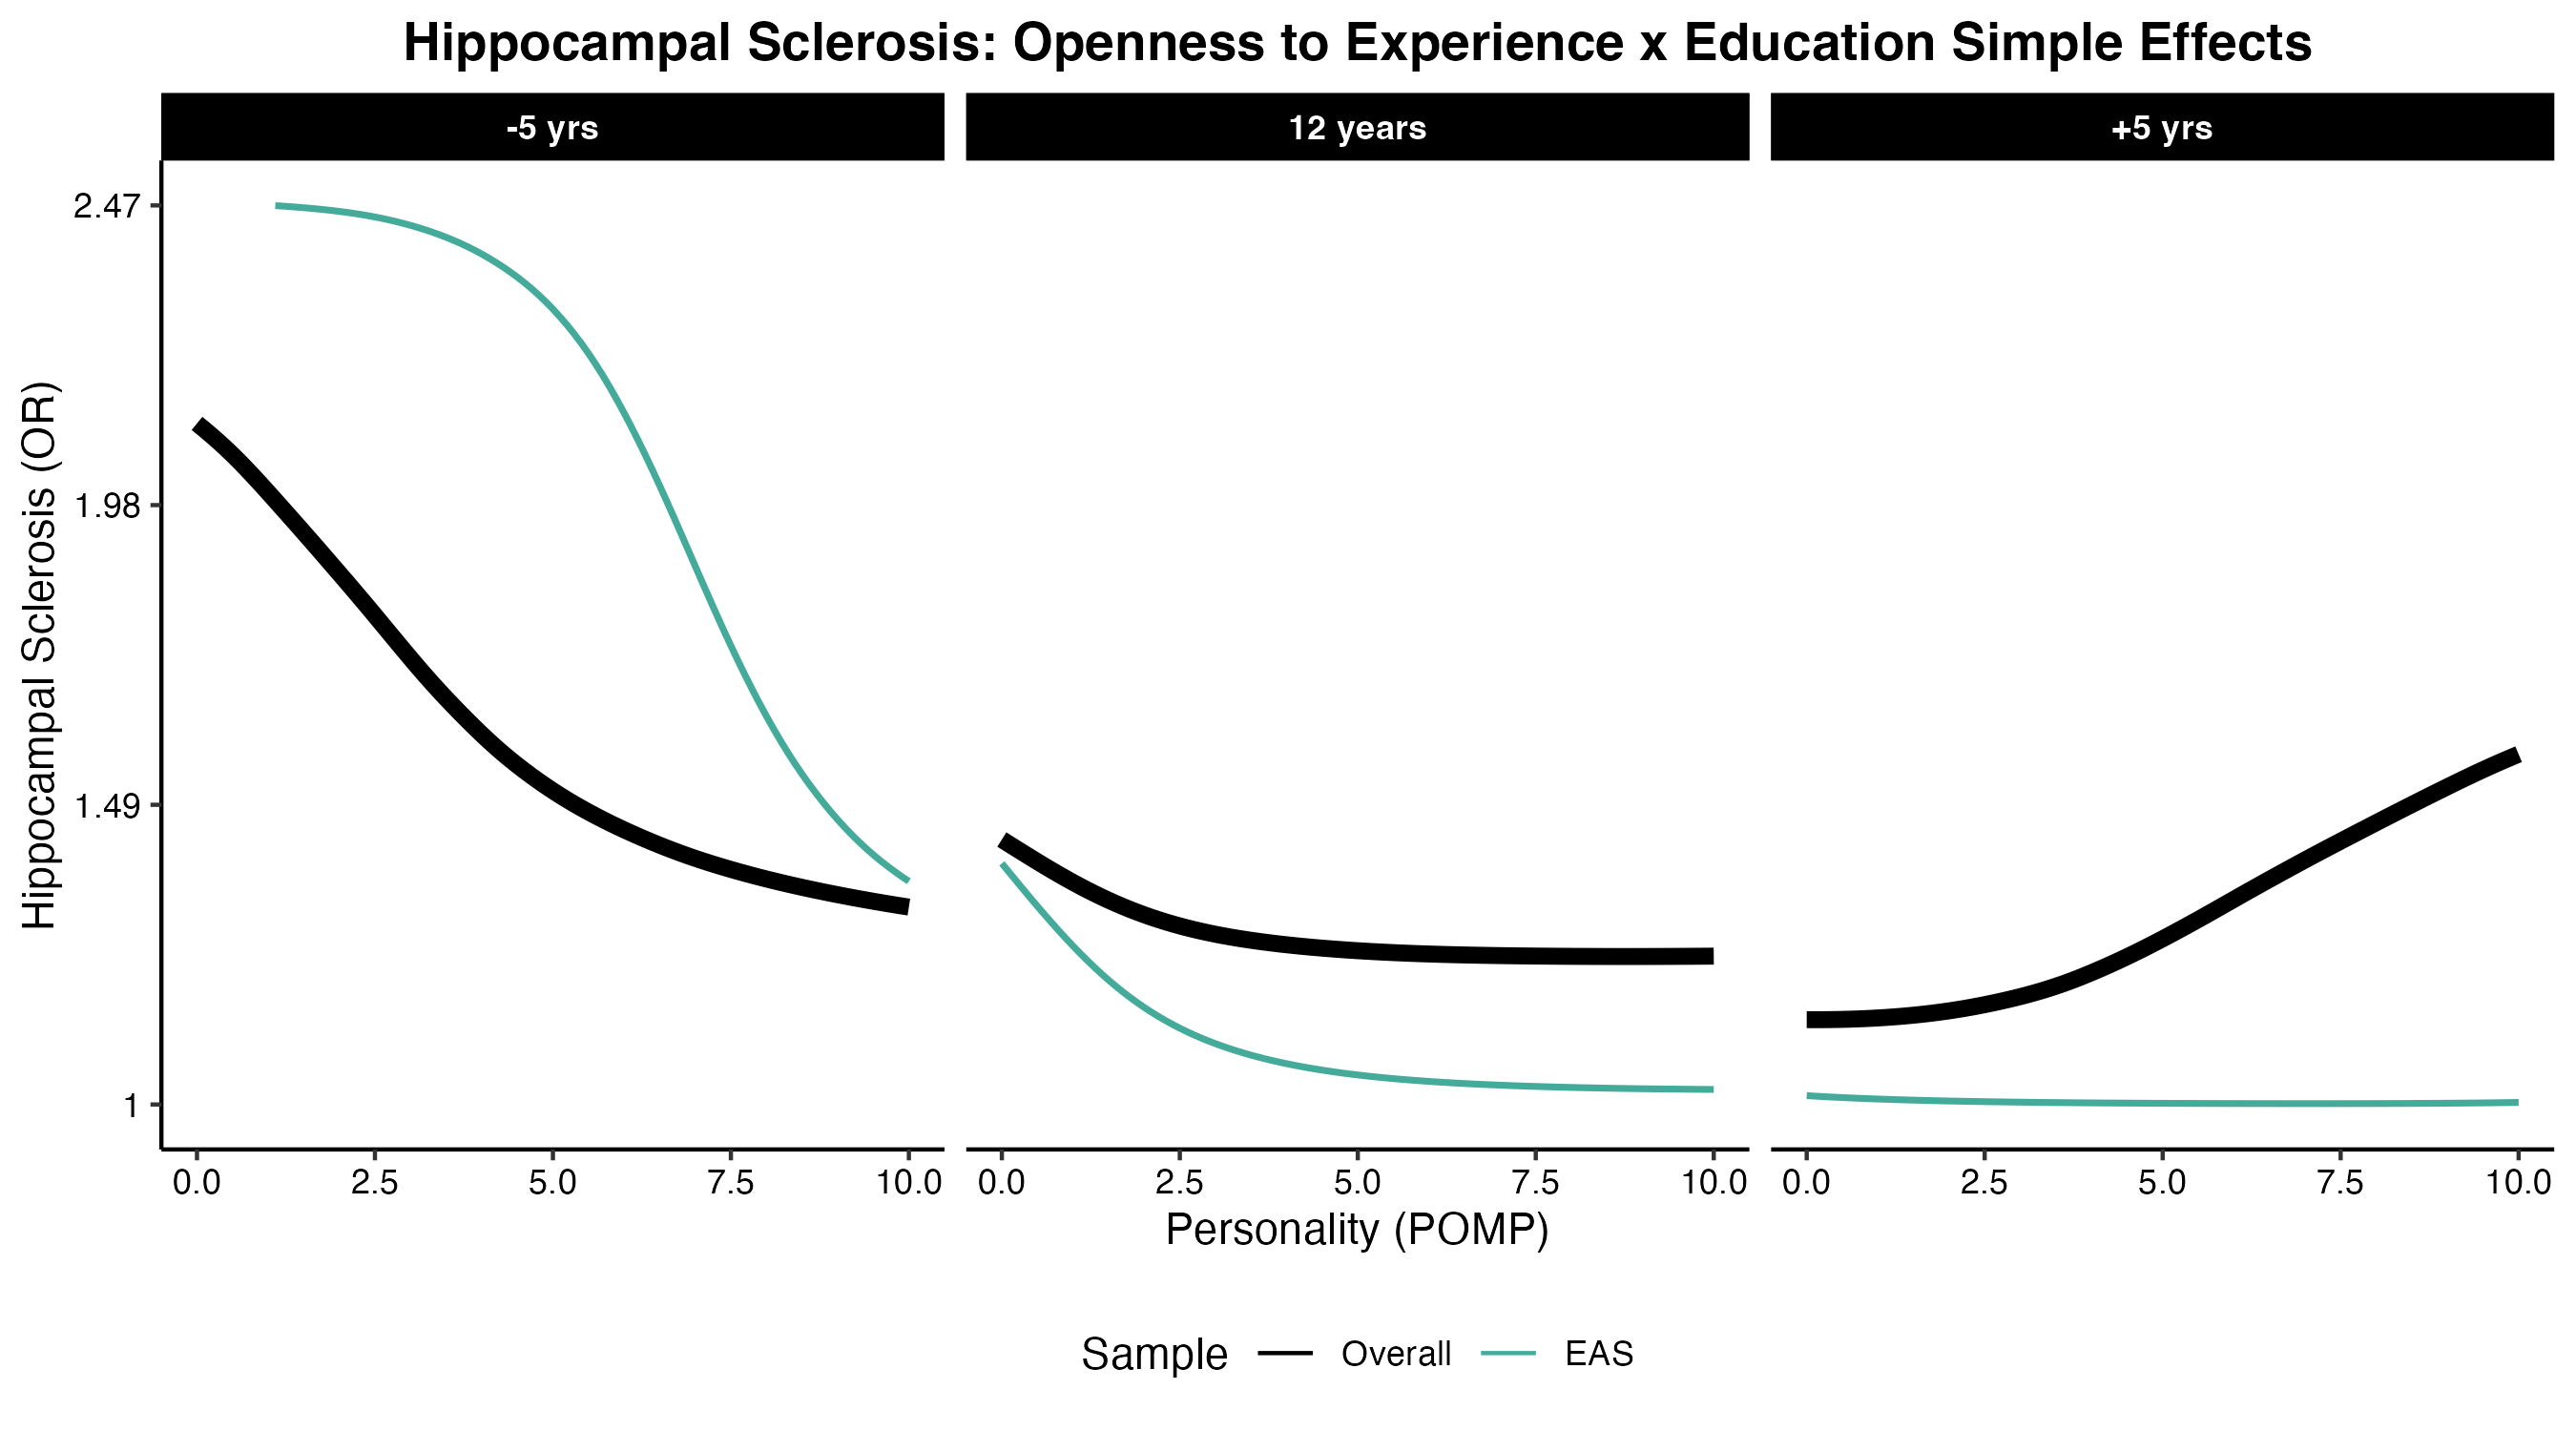 Hippocampal Sclerosis: Openness to Experience x Education Simple Effects
-5 yrs
12 years
+5 yrs
Hippocampal Sclerosis (OR)
2.47
1.98
1.49
1
0.0 2.5 5.0 7.5 10.0
0.0 2.5 5.0 7.5 10.0
0.0 2.5 5.0 7.5 10.0
Personality (POMP)
Sample Overall EAS